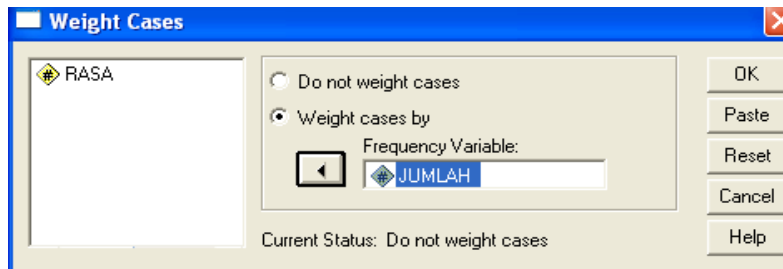 Weight Cases
# RASA
Do not weight cases
Weight cases by
Frequency Variable:
# JUMLAH
Current Status: Do not weight cases
OK
Paste
Reset
Cancel
Help